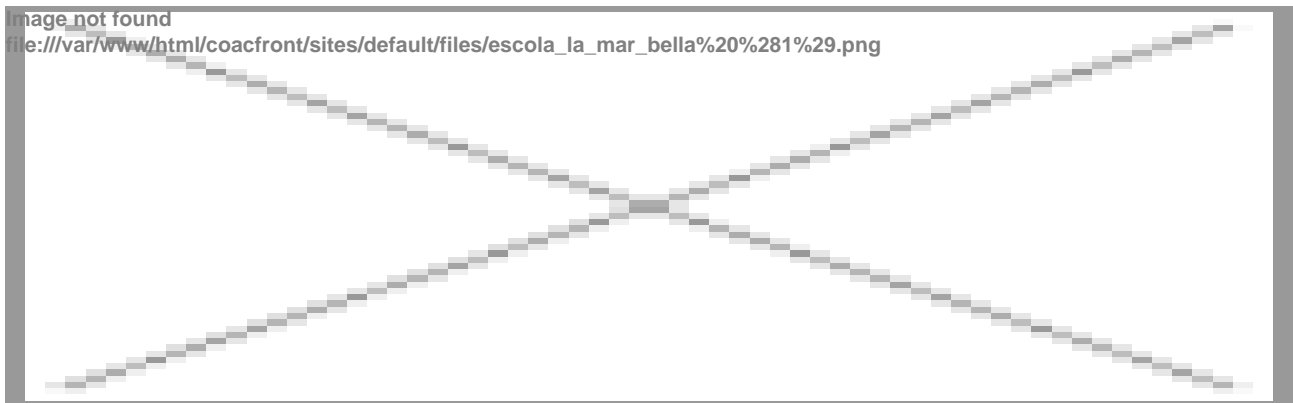 Image not found
file:///var/www/html/coacfront/sites/default/files/escola_la_mar_bella%20%281%29.png